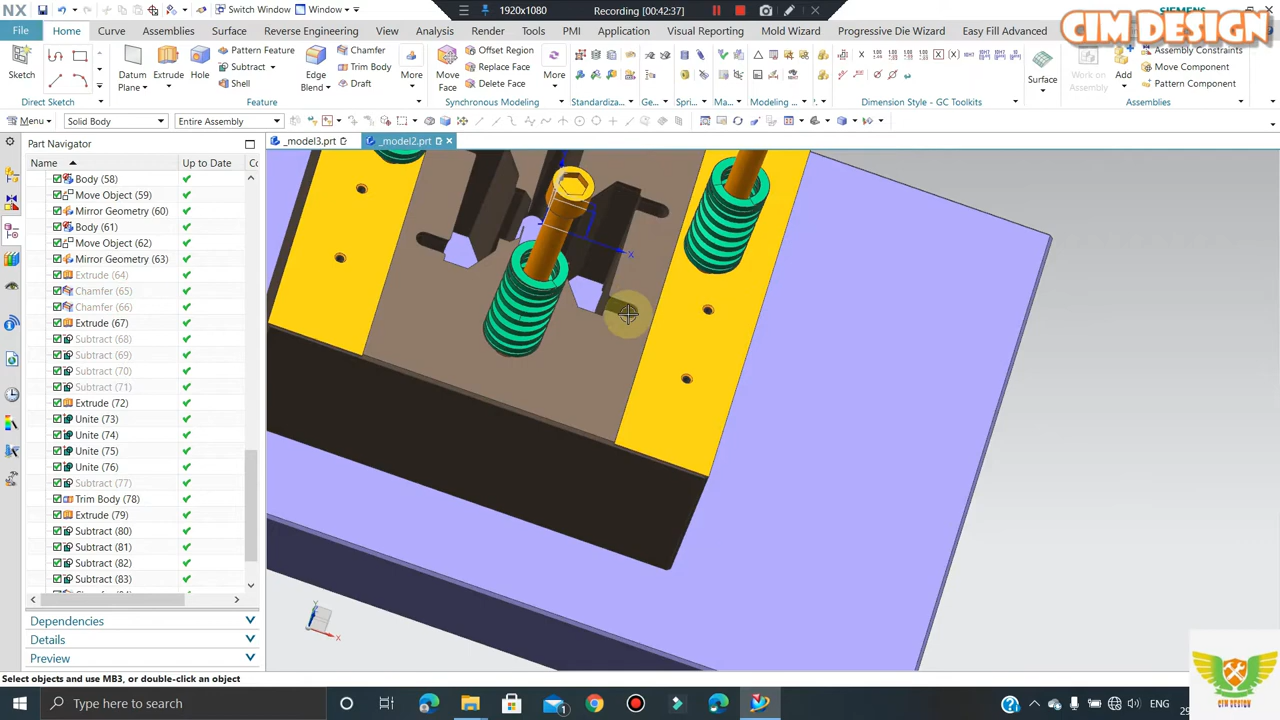 NX
Switch Window
Window
1920x1080
Recording [00:42:37]
SIEMENS
CIM DESIGN
File
Home
Curve
Assemblies
Surface
Reverse Engineering
Analysis
View
Render
Tools
PMI
Application
Visual Reporting
Mold Wizard
Progressive Die Wizard
Easy Fill Advanced
Sketch
Datum Plane
Extrude
Hole
Pattern Feature
Subtract
Shell
Edge Blend
Chamfer
Trim Body
Draft
More
Move Face
Offset Region
Replace Face
Delete Face
More
Surface
Work on Assembly
Add
Assembly Constraints
Move Component
Pattern Component
Direct Sketch
Feature
Synchronous Modeling
Standardiza...
Ge...
Spri...
Ma...
Modeling ...
Dimension Style - GC Toolkits
Assemblies
Menu
Solid Body
Entire Assembly
Part Navigator
_model3.prt
_model2.prt
Name
Up to Date
Co
Body (58)
Move Object (59)
Mirror Geometry (60)
Body (61)
Move Object (62)
Mirror Geometry (63)
Extrude (64)
Chamfer (65)
Chamfer (66)
Extrude (67)
Subtract (68)
Subtract (69)
Subtract (70)
Subtract (71)
Extrude (72)
Unite (73)
Unite (74)
Unite (75)
Unite (76)
Subtract (77)
Trim Body (78)
Extrude (79)
Subtract (80)
Subtract (81)
Subtract (82)
Subtract (83)
Dependencies
Details
Preview
X
Y
X
Select objects and use MB3, or double-click an object
CIM DESIGN
Type here to search
1
ENG